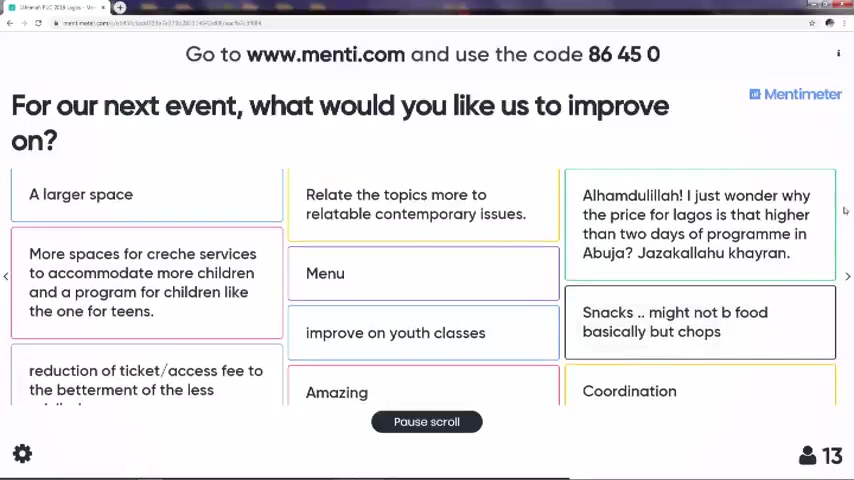 Go to www.menti.com and use the code 86 45 0
For our next event, what would you like us to improve
on?
Mentimeter
A larger space
More spaces for creche services
to accommodate more children
and a program for children like
the one for teens.
reduction of ticket/access fee to
the betterment of the less
Relate the topics more to
relatable contemporary issues.
Menu
improve on youth classes
Amazing
Alhamdulillah! I just wonder why
the price for lagos is that higher
than two days of programme in
Abuja? Jazakallahu khayran.
Snacks .. might not b food
basically but chops
Coordination
Pause scroll
13